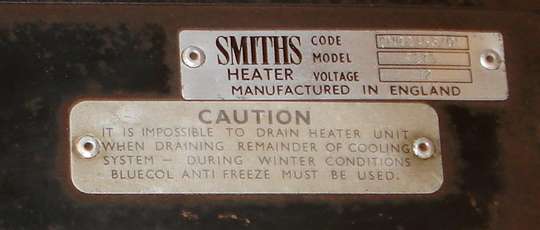 SMITHS CODE
MODEL
HEATER VOLTAGE 12
MANUFACTURED IN ENGLAND
CAUTION
IT IS IMPOSSIBLE TO DRAIN HEATER UNIT
WHEN DRAINING REMAINDER OF COOLING
SYSTEM — DURING WINTER CONDITIONS
BLUECOL ANTI FREEZE MUST BE USED.